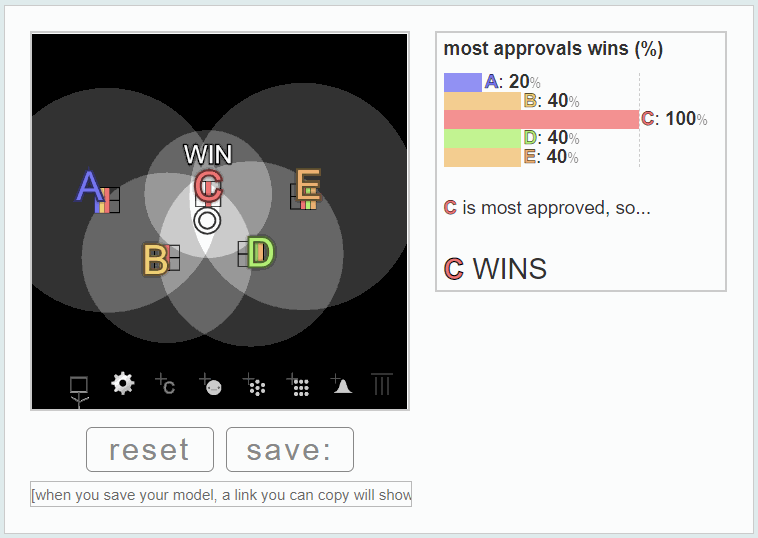 most approvals wins (%)
A: 20%
B: 40%
C: 100%
D: 40%
E: 40%
C is most approved, so...
C WINS
WIN
A
C
E
B
D
+C
reset
save:
[when you save your model, a link you can copy will show